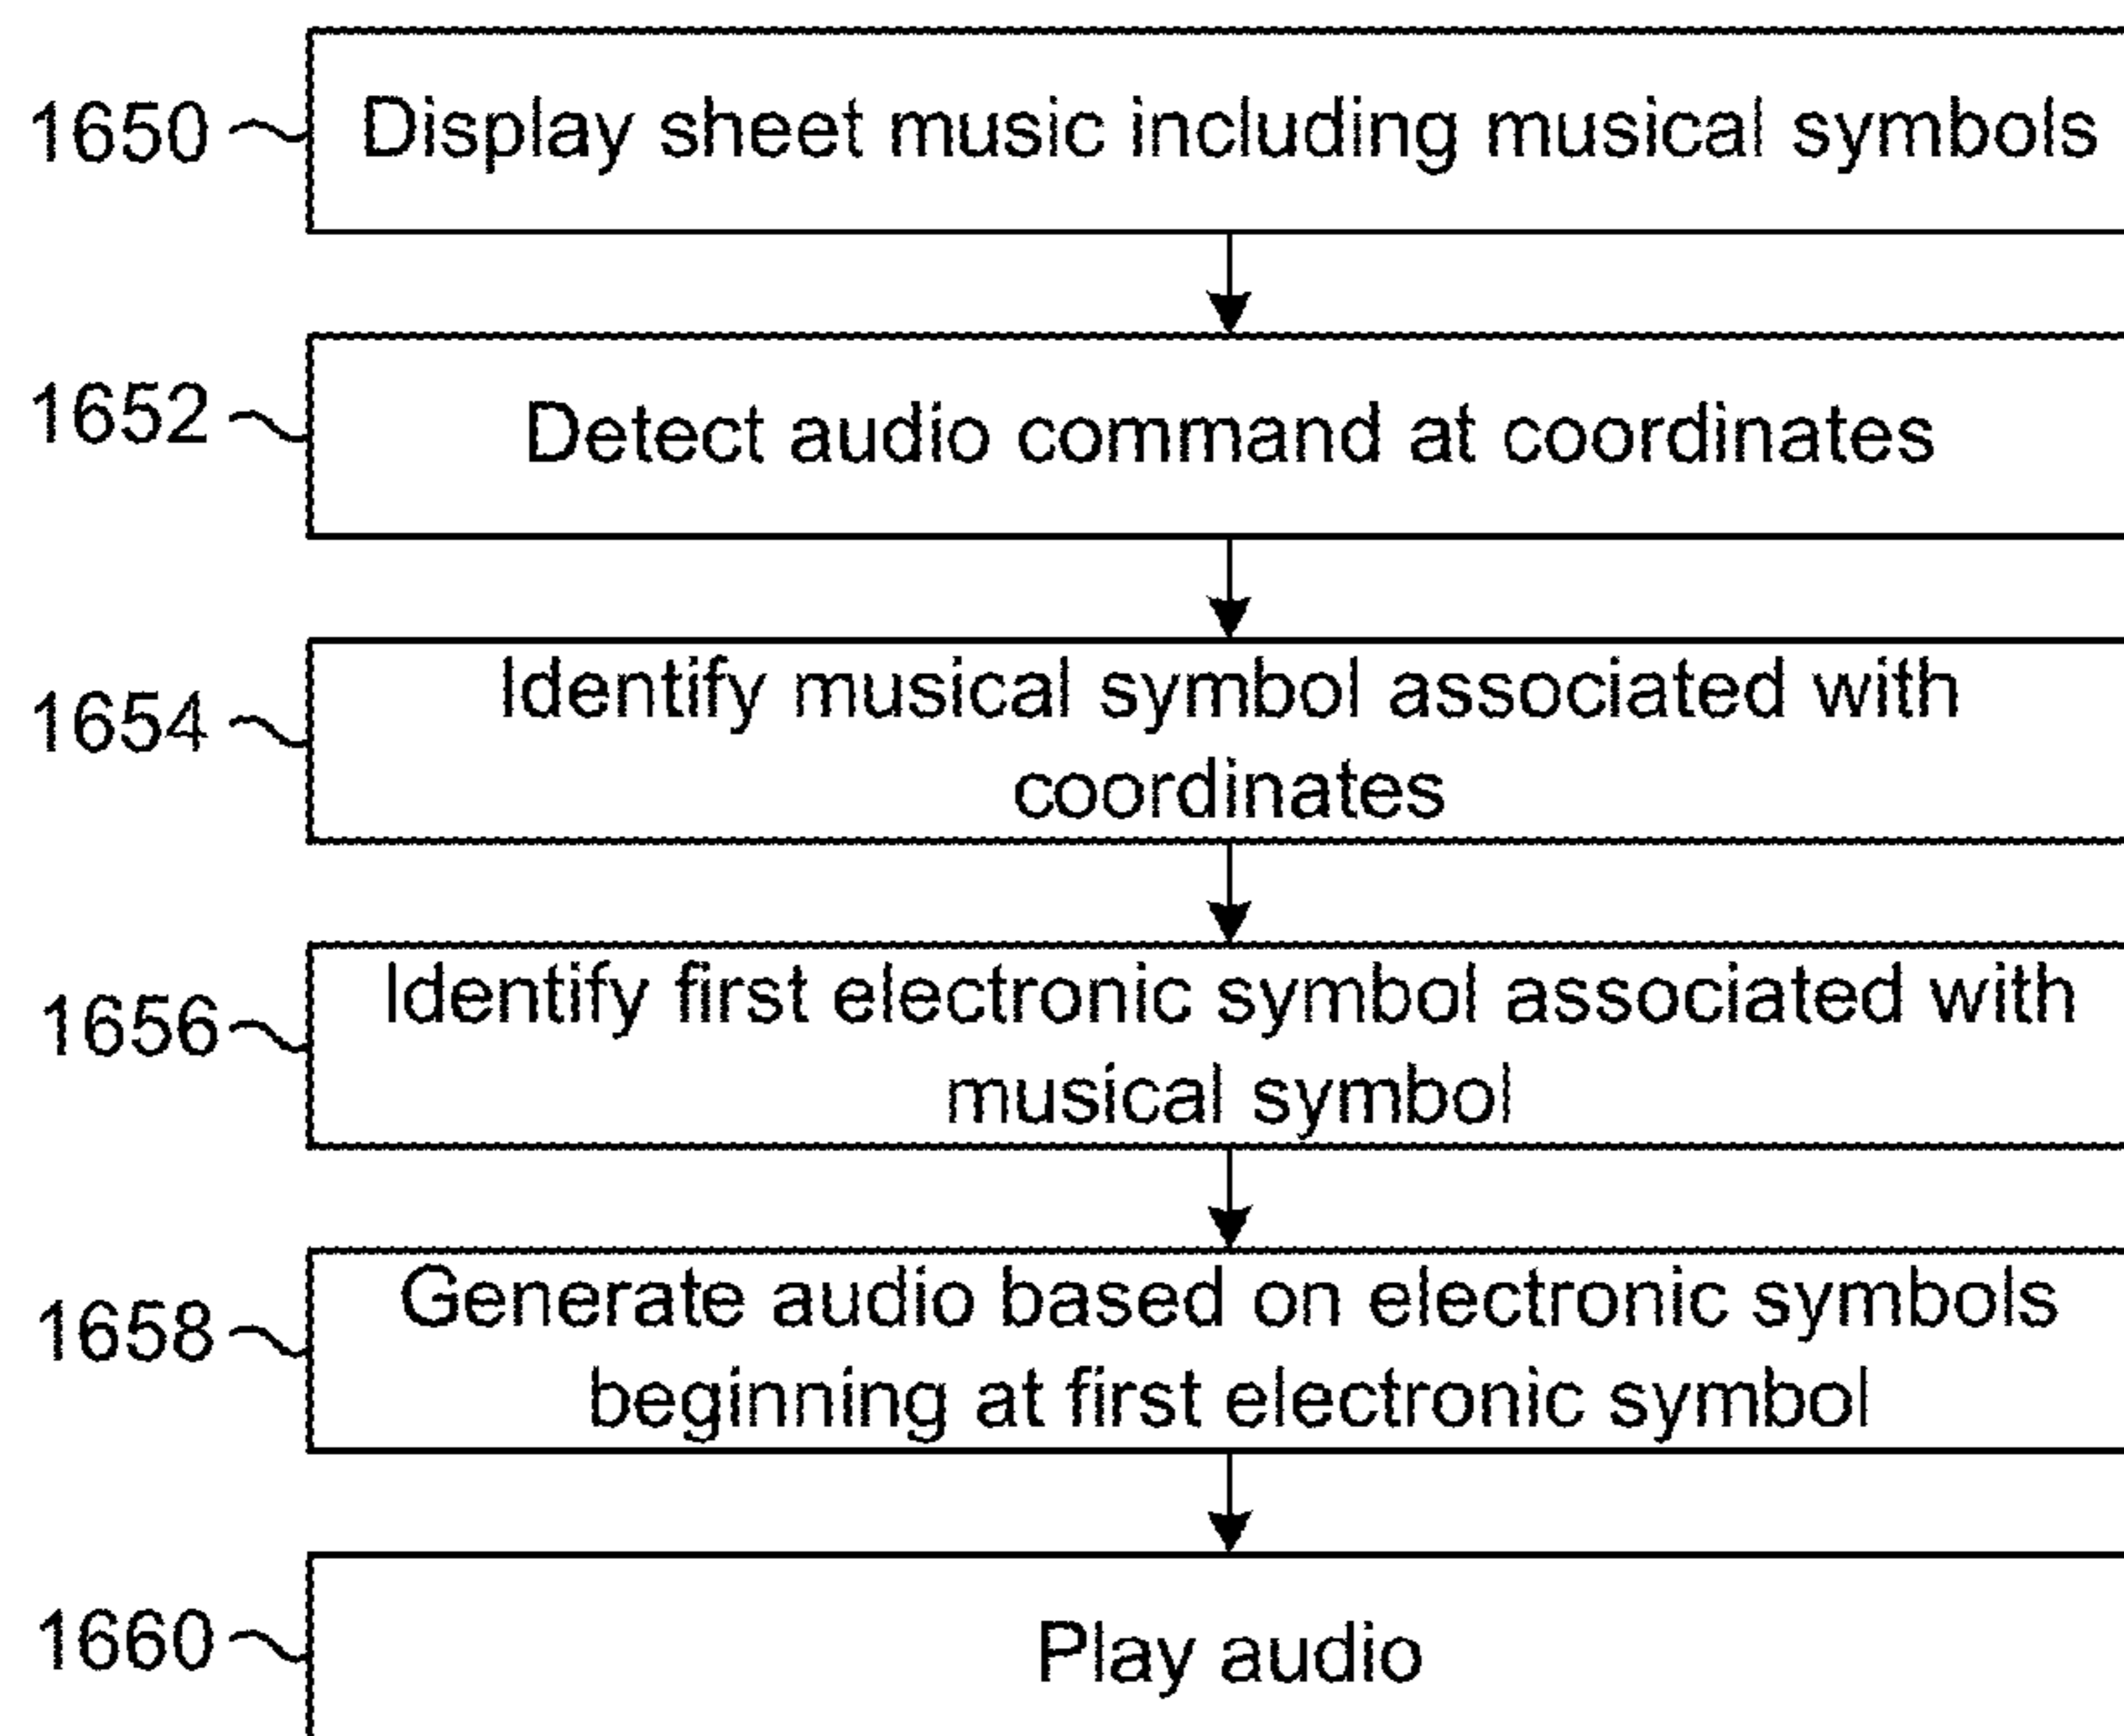 1650 Display sheet music including musical symbols
1652 Detect audio command at coordinates
1654 Identify musical symbol associated with
coordinates
1656 Identify first electronic symbol associated with
musical symbol
1658 Generate audio based on electronic symbols
beginning at first electronic symbol
1660 Play audio